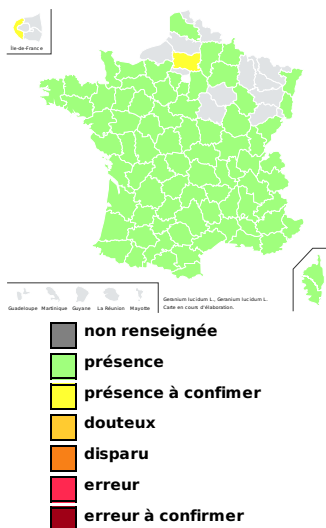 Île-de-France
Guadeloupe Martinique Guyane La Réunion Mayotte
Geranium lucidum L., Geranium lucidum L.
Carte en cours d'élaboration.
non renseignée
présence
présence à confimer
douteux
disparu
erreur
erreur à confirmer